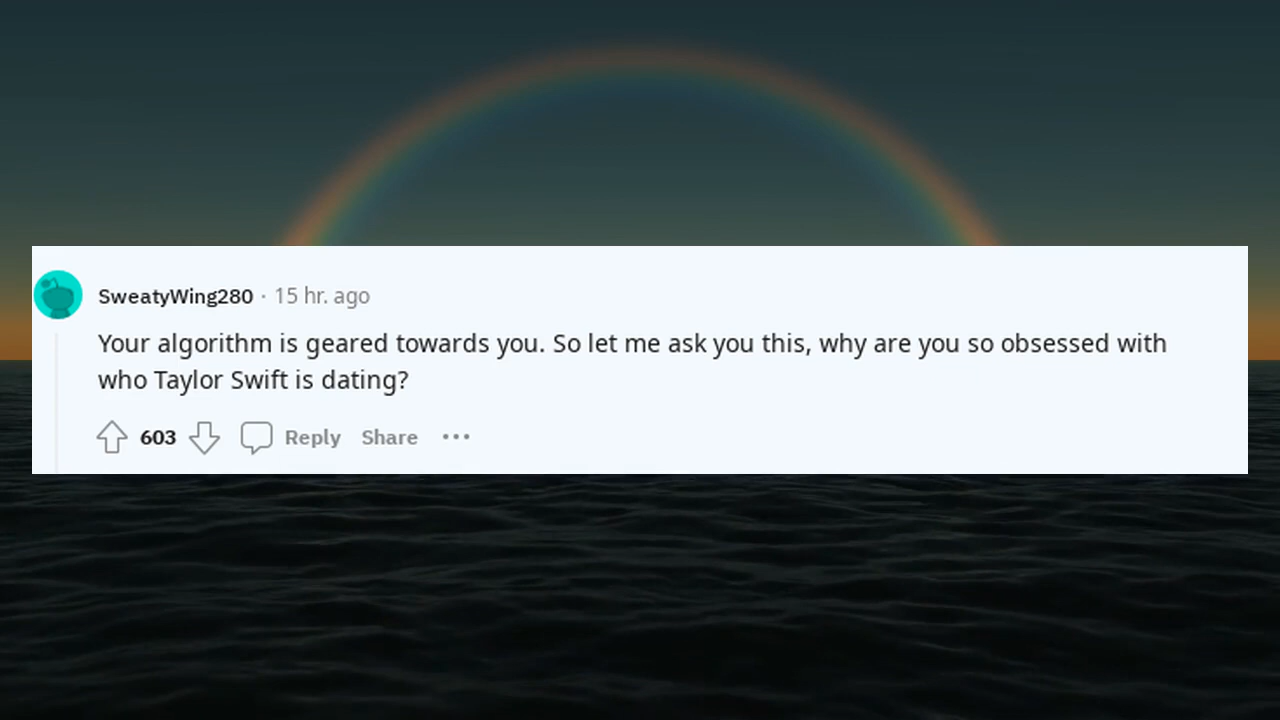 SweatyWing280 · 15 hr. ago
Your algorithm is geared towards you. So let me ask you this, why are you so obsessed with
who Taylor Swift is dating?
603 Reply Share ···